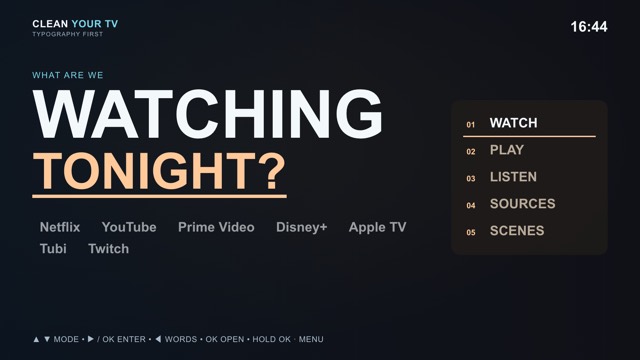 CLEAN YOUR TV
TYPOGRAPHY FIRST
16:44
WHAT ARE WE
WATCHING
TONIGHT?
Netflix YouTube Prime Video Disney+ Apple TV
Tubi Twitch
01 WATCH
02 PLAY
03 LISTEN
04 SOURCES
05 SCENES
▲ ▼ MODE • ▶ / OK ENTER • ◀ WORDS • OK OPEN • HOLD OK · MENU